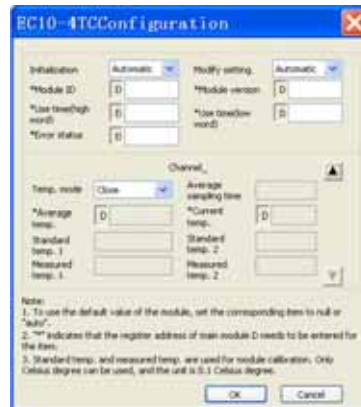 EC10-4TCConfiguration
Initialization Automatic Modify setting. Automatic
*Module ID D *Module version D
*Use time(high word) D *Use time(low word) D
*Error status D
Channel_
Temp. mode Close Average sampling time
*Average temp. D *Current temp. D
Standard temp. 1 Standard temp. 2
Measured temp. 1 Measured temp. 2
Note:
1. To use the default value of the module, set the corresponding item to null or
"auto".
2. "*" indicates that the register address of main module D needs to be entered for
the item.
3. Standard temp. and measured temp. are used for module calibration. Only
Celsius degree can be used, and the unit is 0.1 Celsius degree.
OK Cancel